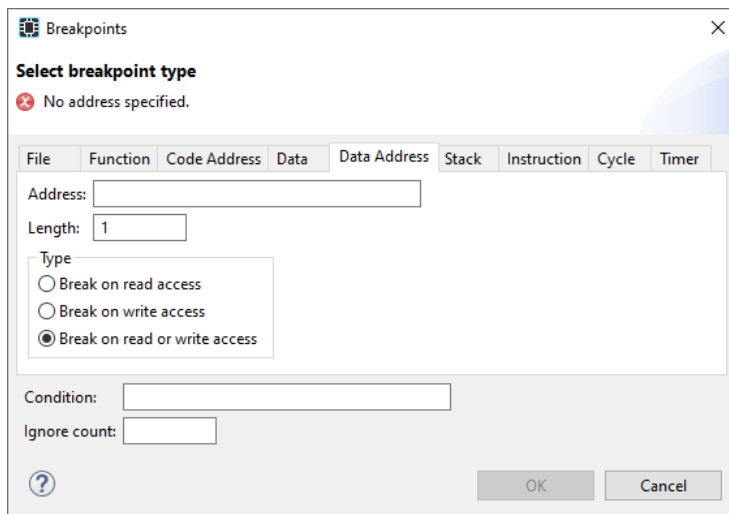 Breakpoints
Select breakpoint type
No address specified.
File Function Code Address Data Data Address Stack Instruction Cycle Timer
Address:
Length: 1
Type
Break on read access
Break on write access
Break on read or write access
Condition:
Ignore count:
? OK Cancel